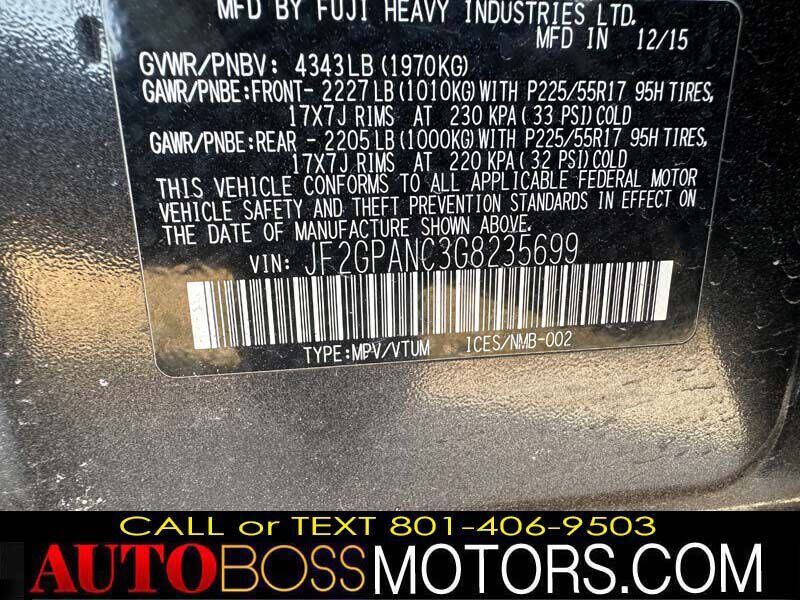 MFD BY FUJI HEAVY INDUSTRIES LTD.
MFD IN 12/15
GVWR/PNBV: 4343LB (1970KG)
GAWR/PNBE:FRONT- 2227LB (1010KG)WITH P225/55R17 95H TIRES,
17X7J RIMS AT 230 KPA (33 PSI)COLD
GAWR/PNBE:REAR - 2205LB (1000KG)WITH P225/55R17 95H TIRES,
17X7J RIMS AT 220 KPA (32 PSI)COLD
THIS VEHICLE CONFORMS TO ALL APPLICABLE FEDERAL MOTOR
VEHICLE SAFETY AND THEFT PREVENTION STANDARDS IN EFFECT ON
THE DATE OF MANUFACTURE SHOWN ABOVE.
VIN: JF2GPANC3G8235699
TYPE:MPV/VTUM ICES/NMB-002
CALL or TEXT 801-406-9503
AUTOBOSSMOTORS.COM